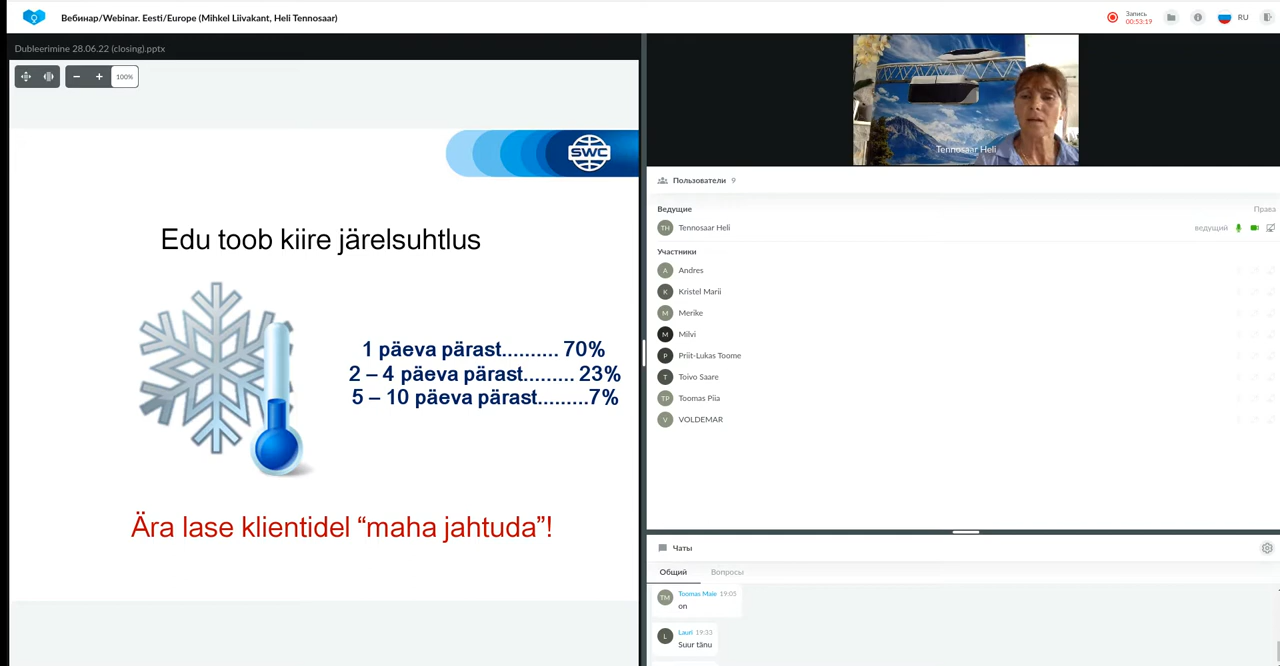 Вебинар/Webinar. Eesti/Europe (Mihkel Liivakant, Heli Tennosaar)
Запись
00:53:19
RU
Dubleerimine 28.06.22 (closing).pptx
100%
SWC
Edu toob kiire järelsuhtlus
1 päeva pärast.......... 70%
2 – 4 päeva pärast......... 23%
5 – 10 päeva pärast.........7%
Ära lase klientidel “maha jahtuda”!
Tennosaar Heli
Пользователи 9
Ведущие
Права
TH Tennosaar Heli
ведущий
Участники
A Andres
K Kristel Marii
M Merike
M Milvi
P Priit-Lukas Toome
T Toivo Saare
TP Toomas Piia
V VOLDEMAR
Чаты
Общий
Вопросы
TM Toomas Maie 19:05
on
L Lauri 19:33
Suur tänu